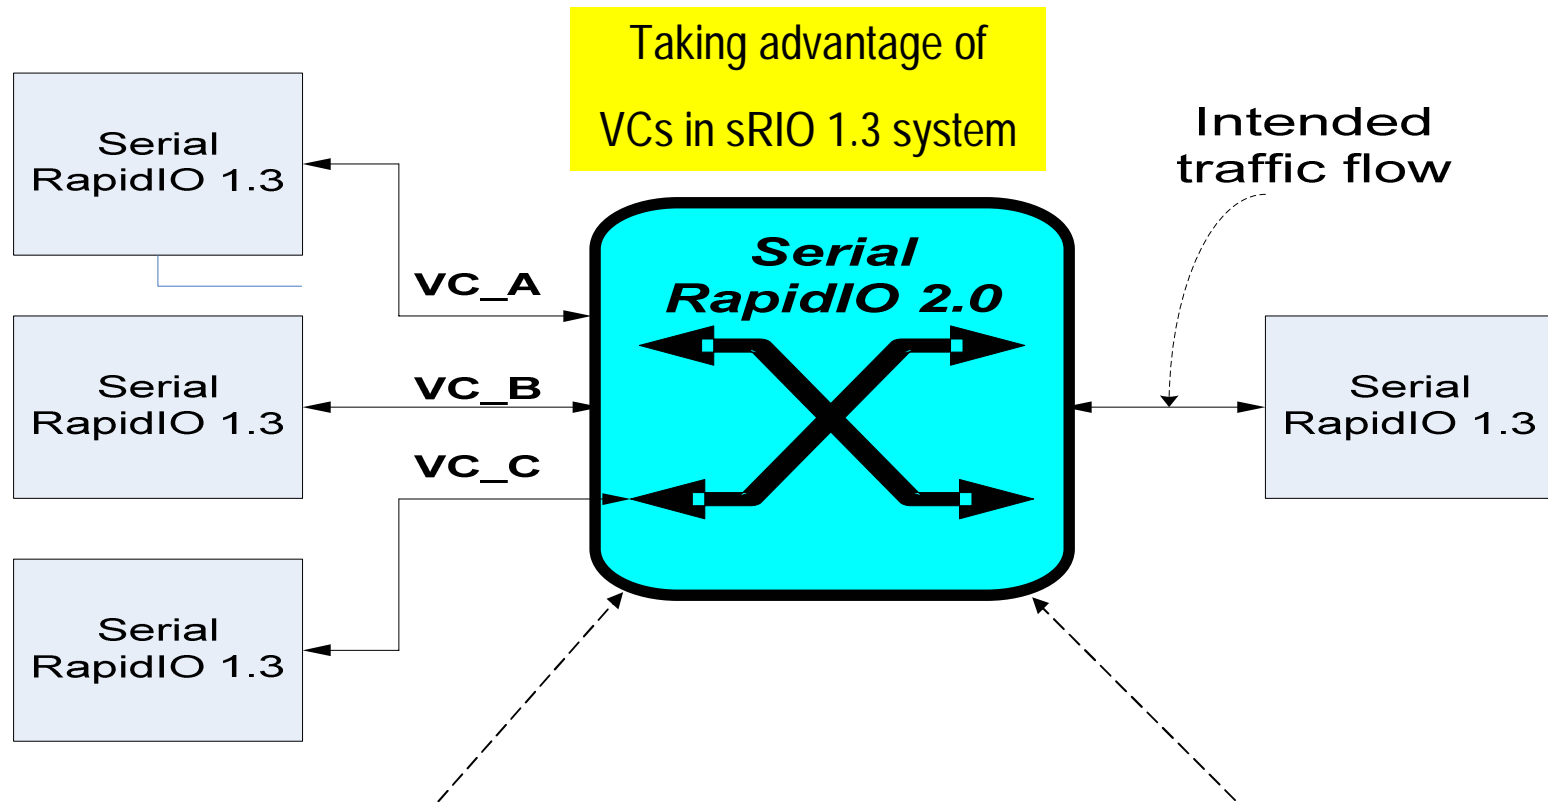 Taking advantage of
VCs in sRIO 1.3 system
Serial
RapidIO 1.3
Intended
traffic flow
Serial
RapidIO 2.0
VC_A
Serial
RapidIO 1.3
VC_B
Serial
RapidIO 1.3
VC_C
Serial
RapidIO 1.3